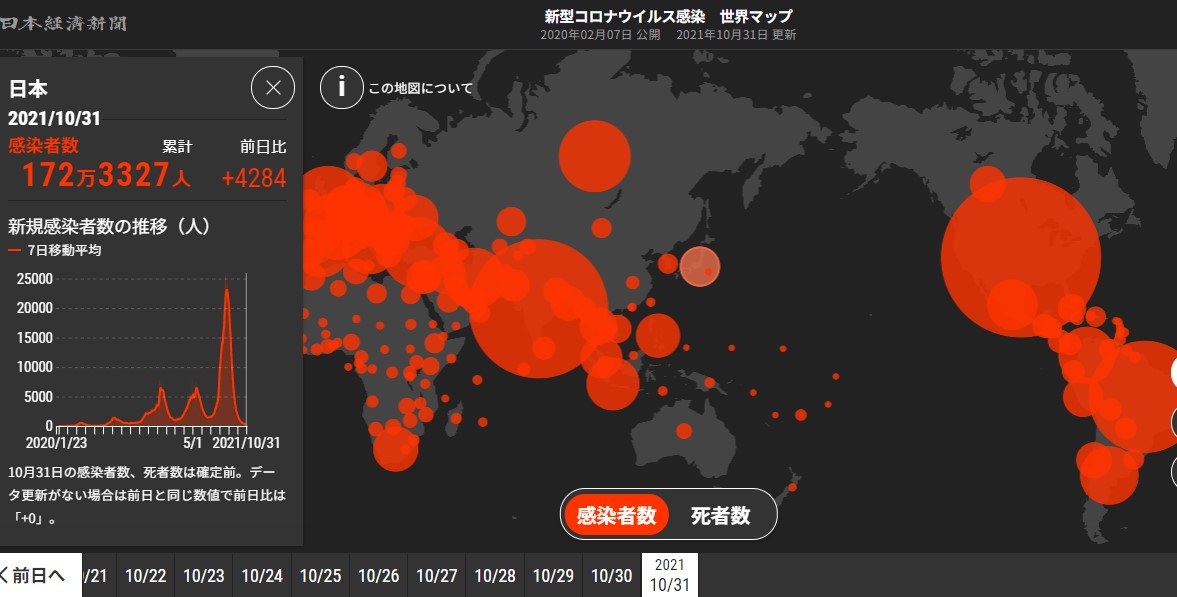 日本経済新聞
新型コロナウイルス感染 世界マップ
2020年02月07日 公開 2021年10月31日 更新
日本
2021/10/31
感染者数 累計 前日比
172万3327人 +4284
新規感染者数の推移（人）
7日移動平均
25000
20000
15000
10000
5000
0
2020/1/23 5/1 2021/10/31
10月31日の感染者数、死者数は確定前。デー
タ更新がない場合は前日と同じ数値で前日比は
「+0」。
i この地図について
感染者数 死者数
前日へ /21 10/22 10/23 10/24 10/25 10/26 10/27 10/28 10/29 10/30 2021
10/31